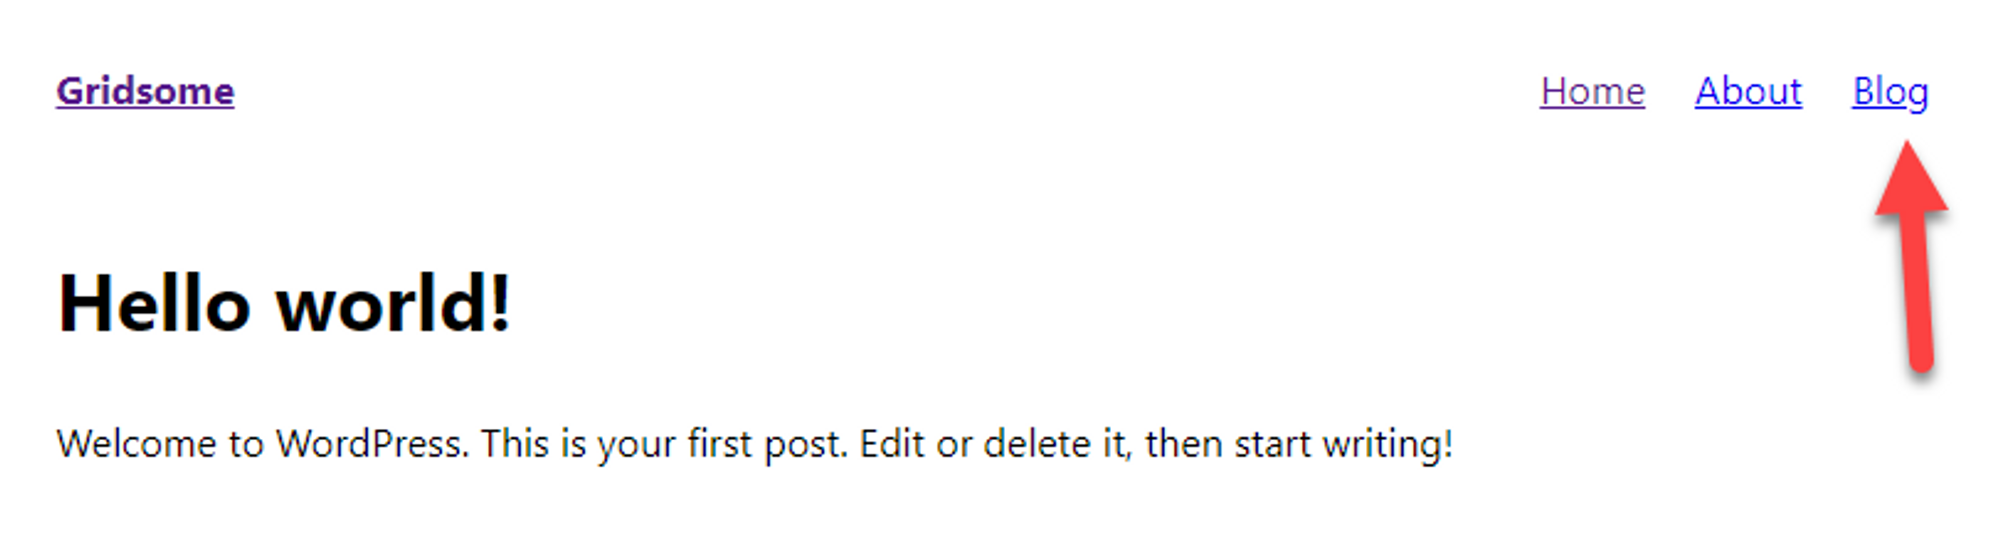 Gridsome Home About Blog
Hello world!
Welcome to WordPress. This is your first post. Edit or delete it, then start writing!